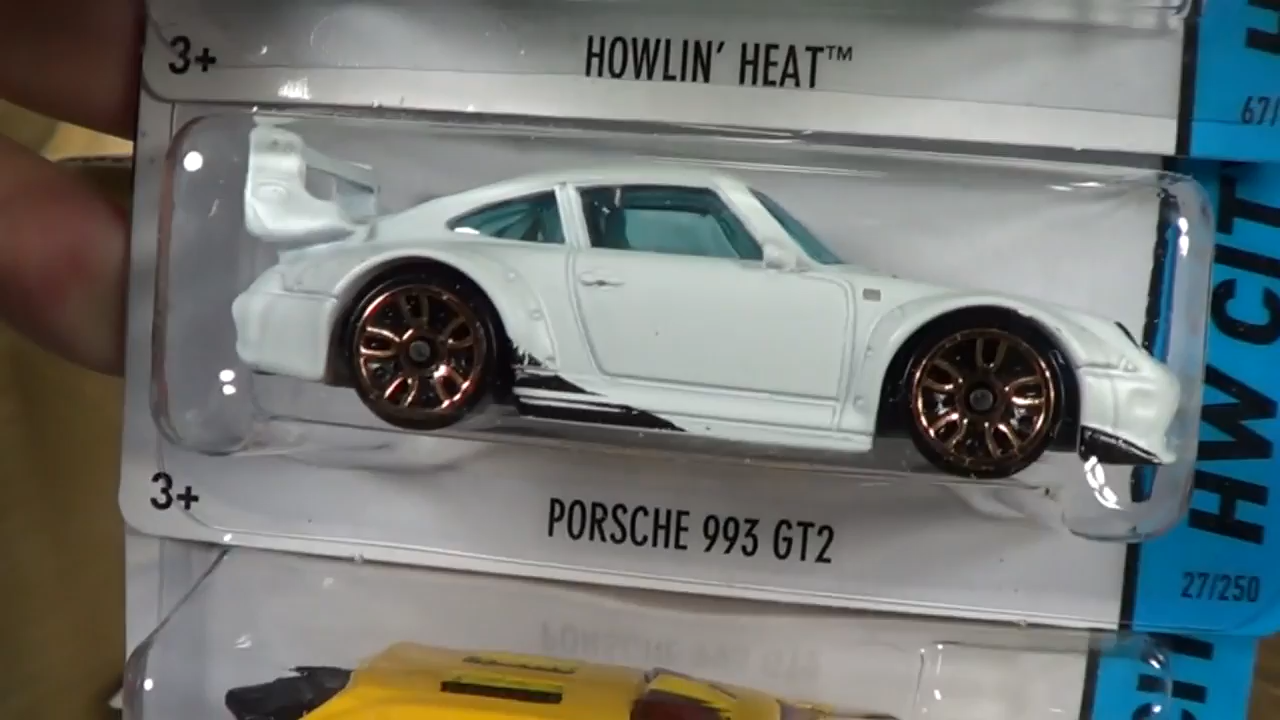 3+
HOWLIN' HEAT™
67/
HW CIT
3+
PORSCHE 993 GT2
27/250